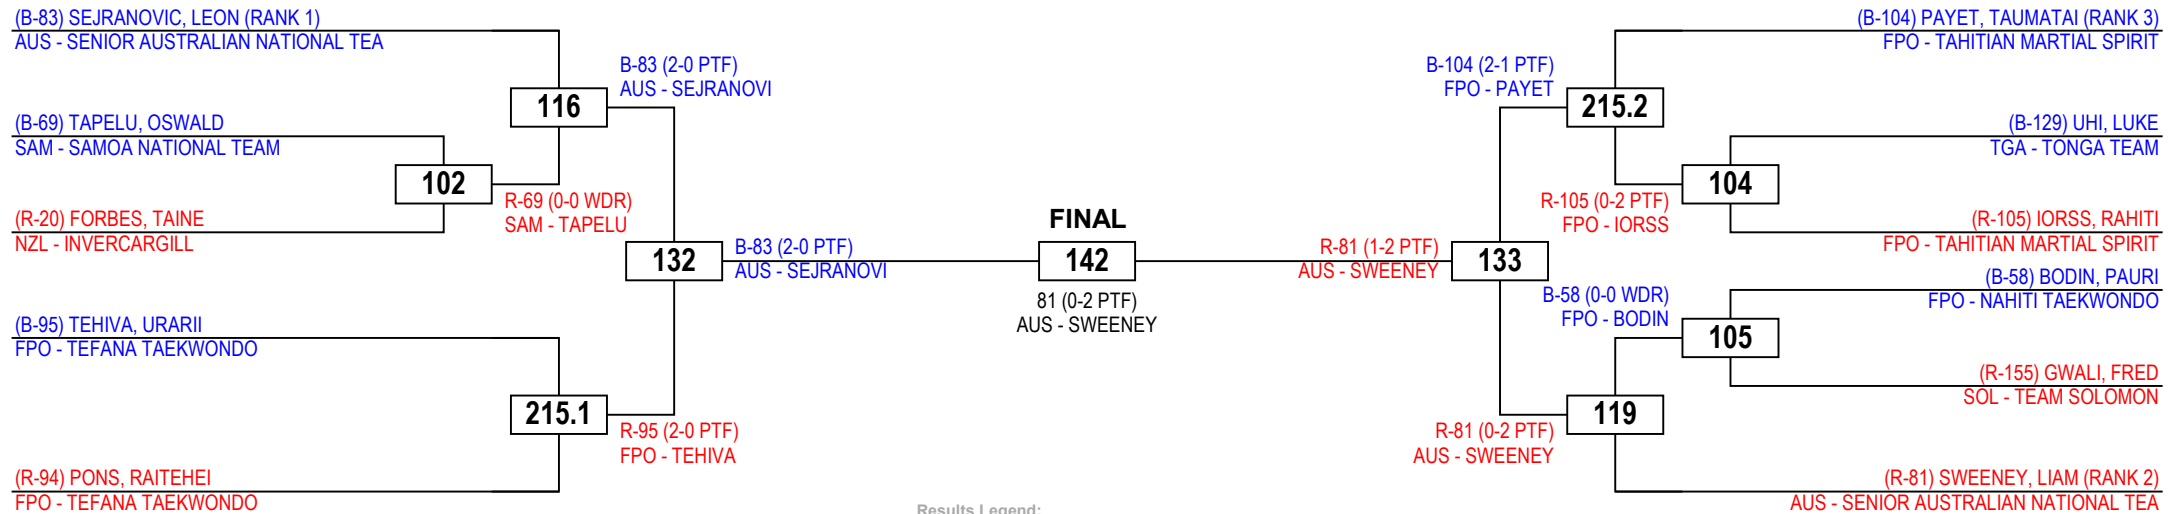 (B-83) SEJRANOVIC, LEON (RANK 1)
AUS - SENIOR AUSTRALIAN NATIONAL TEA
B-83 (2-0 PTF)
AUS - SEJRANOVI
116
(B-69) TAPELU, OSWALD
SAM - SAMOA NATIONAL TEAM
102
R-69 (0-0 WDR)
SAM - TAPELU
(R-20) FORBES, TAINE
NZL - INVERCARGILL
132
B-83 (2-0 PTF)
AUS - SEJRANOVI
(B-95) TEHIVA, URARII
FPO - TEFANA TAEKWONDO
215.1
R-95 (2-0 PTF)
FPO - TEHIVA
(R-94) PONS, RAITEHEI
FPO - TEFANA TAEKWONDO
FINAL
142
81 (0-2 PTF)
AUS - SWEENEY
(B-104) PAYET, TAUMATAI (RANK 3)
FPO - TAHITIAN MARTIAL SPIRIT
B-104 (2-1 PTF)
FPO - PAYET
215.2
(B-129) UHI, LUKE
TGA - TONGA TEAM
104
R-105 (0-2 PTF)
FPO - IORSS
(R-105) IORSS, RAHITI
FPO - TAHITIAN MARTIAL SPIRIT
R-81 (1-2 PTF)
AUS - SWEENEY
133
(B-58) BODIN, PAURI
FPO - NAHITI TAEKWONDO
B-58 (0-0 WDR)
FPO - BODIN
105
(R-155) GWALI, FRED
SOL - TEAM SOLOMON
119
R-81 (0-2 PTF)
AUS - SWEENEY
(R-81) SWEENEY, LIAM (RANK 2)
AUS - SENIOR AUSTRALIAN NATIONAL TEA
Results Legend: